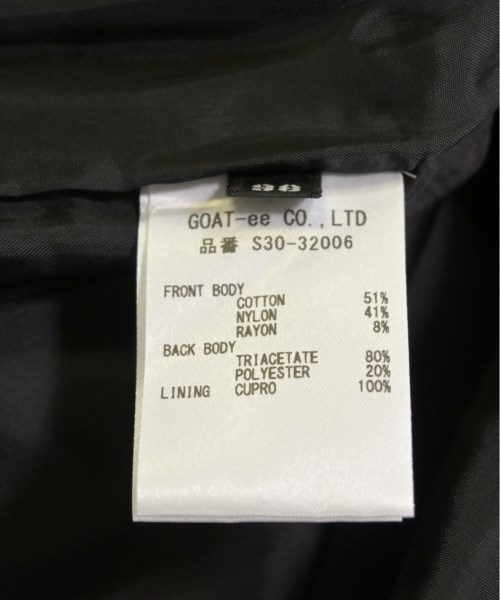 GOAT-ee CO.,LTD
品番 S30-32006
FRONT BODY
COTTON 51%
NYLON 41%
RAYON 8%
BACK BODY
TRIACETATE 80%
POLYESTER 20%
LINING CUPRO 100%